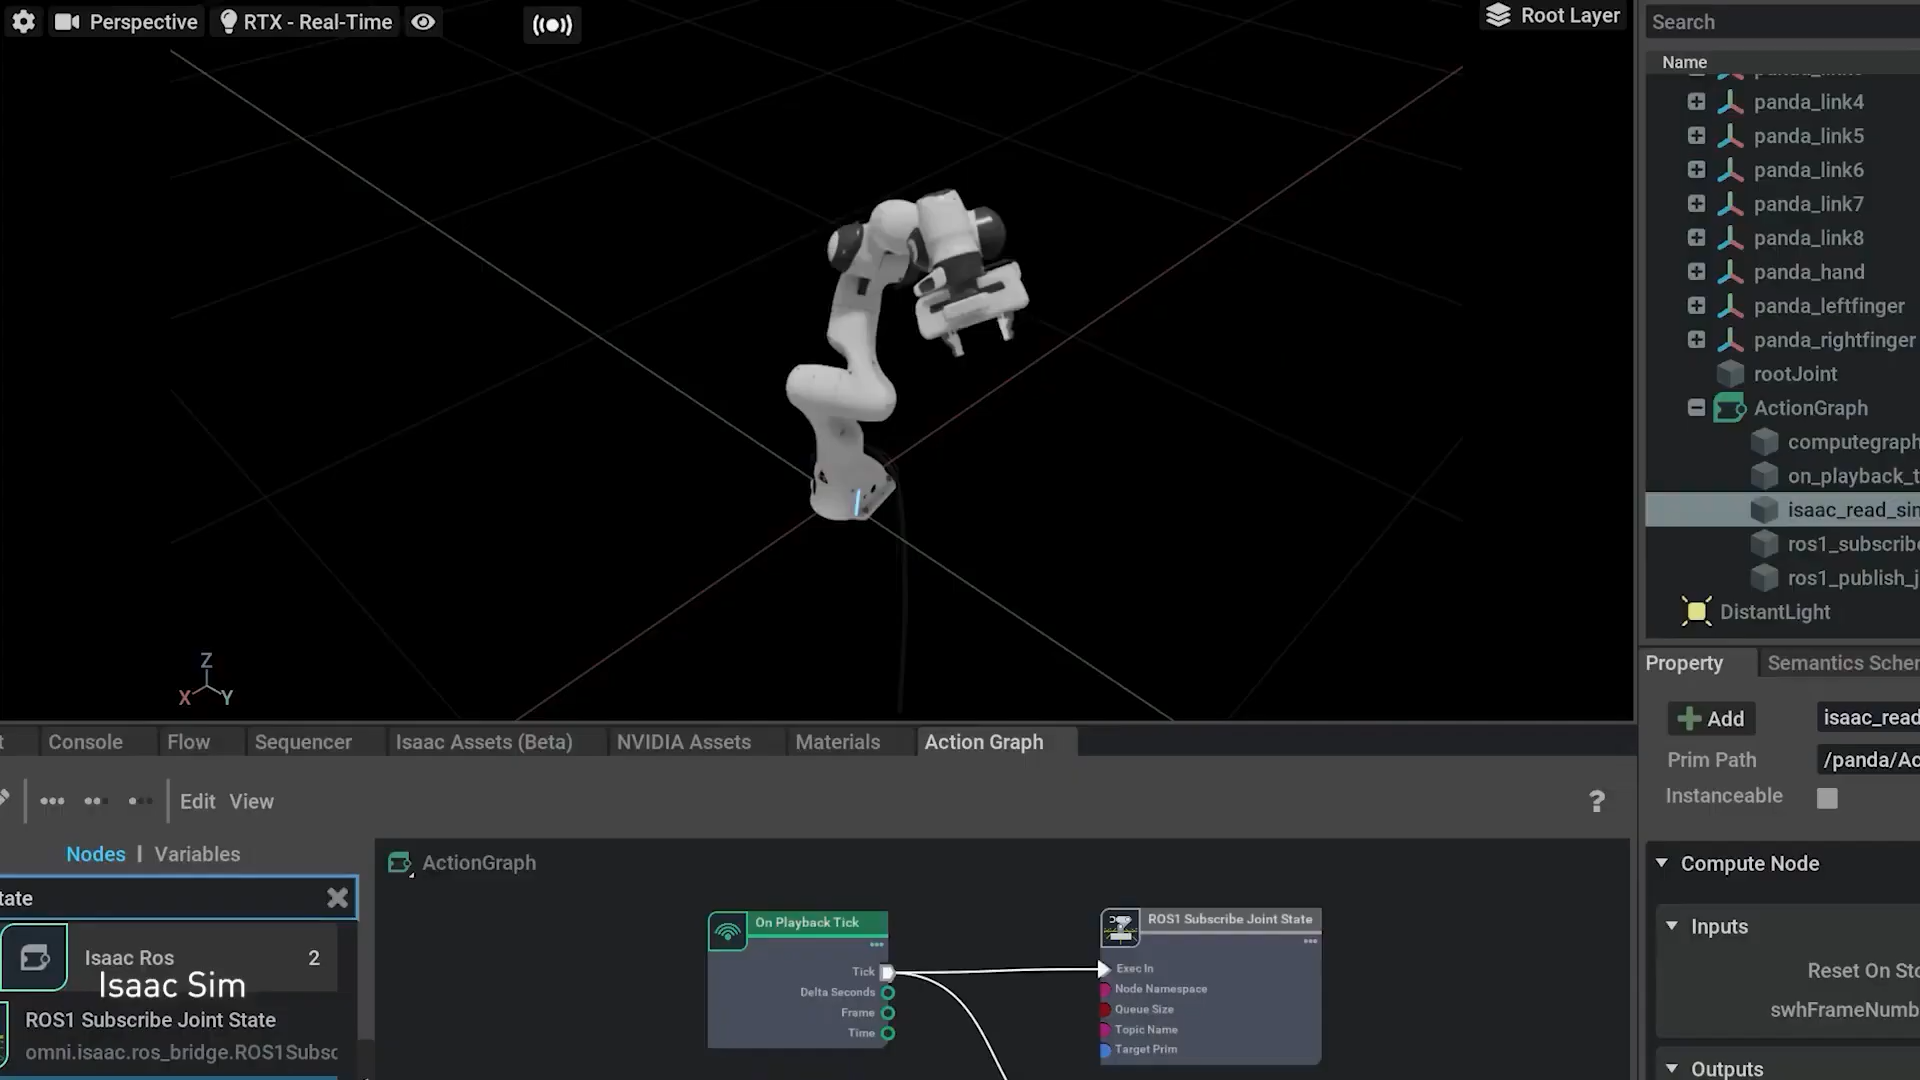 Perspective
RTX - Real-Time
Root Layer
Search
Name
panda_link4
panda_link5
panda_link6
panda_link7
panda_link8
panda_hand
panda_leftfinger
panda_rightfinger
rootJoint
ActionGraph
computegraph
on_playback_t
isaac_read_sim
ros1_subscribe
ros1_publish_j
DistantLight
Z
X
Y
Property
Semantics Schem
Add
isaac_read
Prim Path
/panda/Ac
Instanceable
Compute Node
Inputs
Reset On Sto
swhFrameNumb
Outputs
t
Console
Flow
Sequencer
Isaac Assets (Beta)
NVIDIA Assets
Materials
Action Graph
Edit
View
?
Nodes | Variables
tate
Isaac Ros
2
Isaac Sim
ROS1 Subscribe Joint State
omni.isaac.ros_bridge.ROS1Subsc
ActionGraph
On Playback Tick
Tick
Delta Seconds
Frame
Time
ROS1 Subscribe Joint State
Exec In
Node Namespace
Queue Size
Topic Name
Target Prim